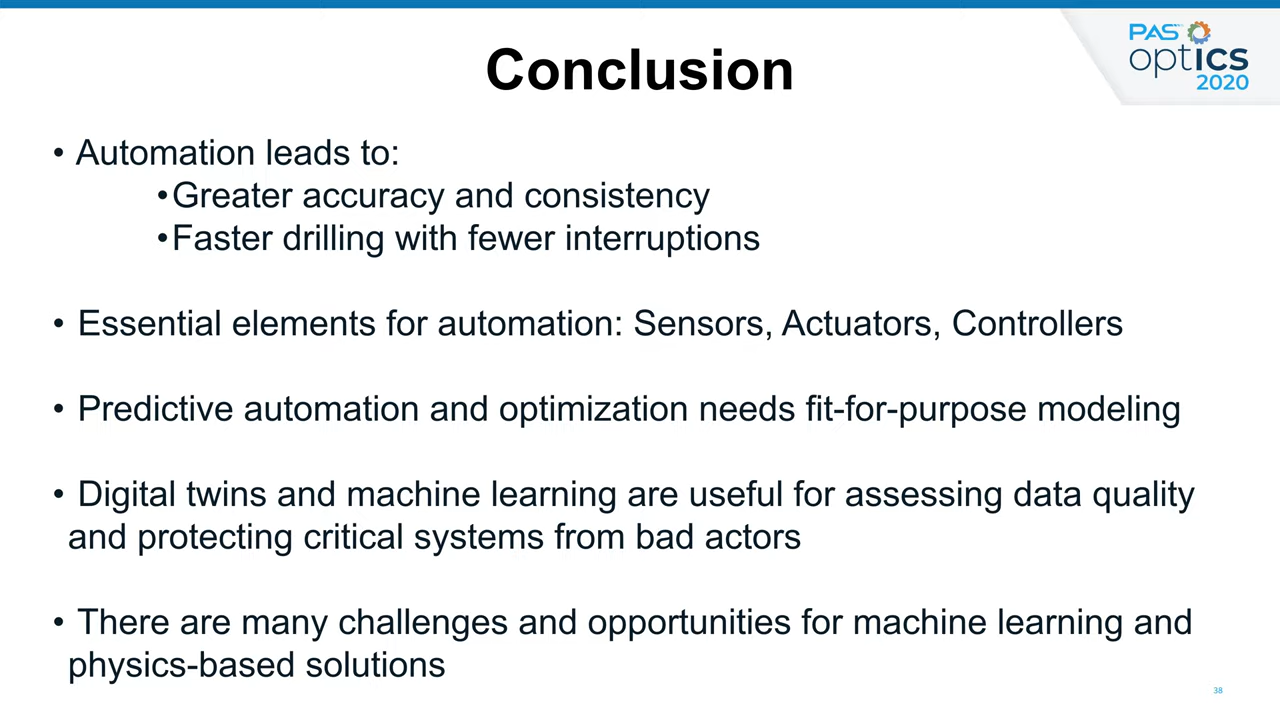 PAS
optICS
2020
Conclusion
• Automation leads to:
•Greater accuracy and consistency
•Faster drilling with fewer interruptions
• Essential elements for automation: Sensors, Actuators, Controllers
• Predictive automation and optimization needs fit-for-purpose modeling
• Digital twins and machine learning are useful for assessing data quality
and protecting critical systems from bad actors
• There are many challenges and opportunities for machine learning and
physics-based solutions
38